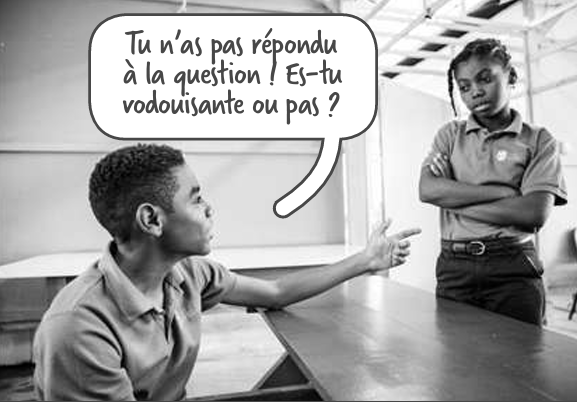 Tu n'as pas répondu
à la question ! Es-tu
vodouisante ou pas ?